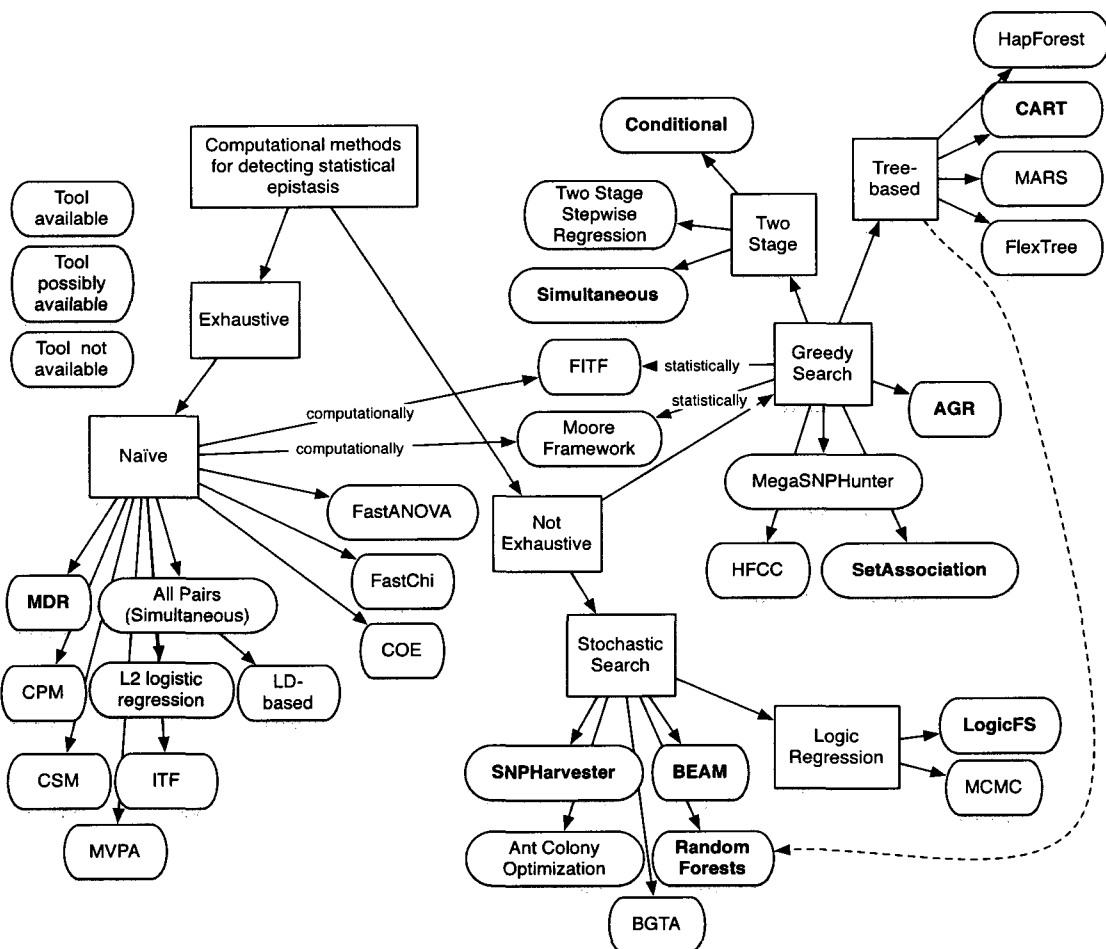 HapForest
CART
MARS
FlexTree
Tree-
based
Conditional
Two Stage
Stepwise
Regression
Simultaneous
Two
Stage
Computational methods
for detecting statistical
epistasis
Tool
available
Tool
possibly
available
Tool not
available
Exhaustive
Greedy
Search
FITF
statistically
statistically
AGR
computationally
computationally
Moore
Framework
Naïve
MegaSNPHunter
FastANOVA
Not
Exhaustive
HFCC
SetAssociation
FastChi
MDR
All Pairs
(Simultaneous)
COE
Stochastic
Search
CPM
L2 logistic
regression
LD-
based
Logic
Regression
LogicFS
MCMC
CSM
ITF
SNPHarvester
BEAM
MVPA
Ant Colony
Optimization
Random
Forests
BGTA